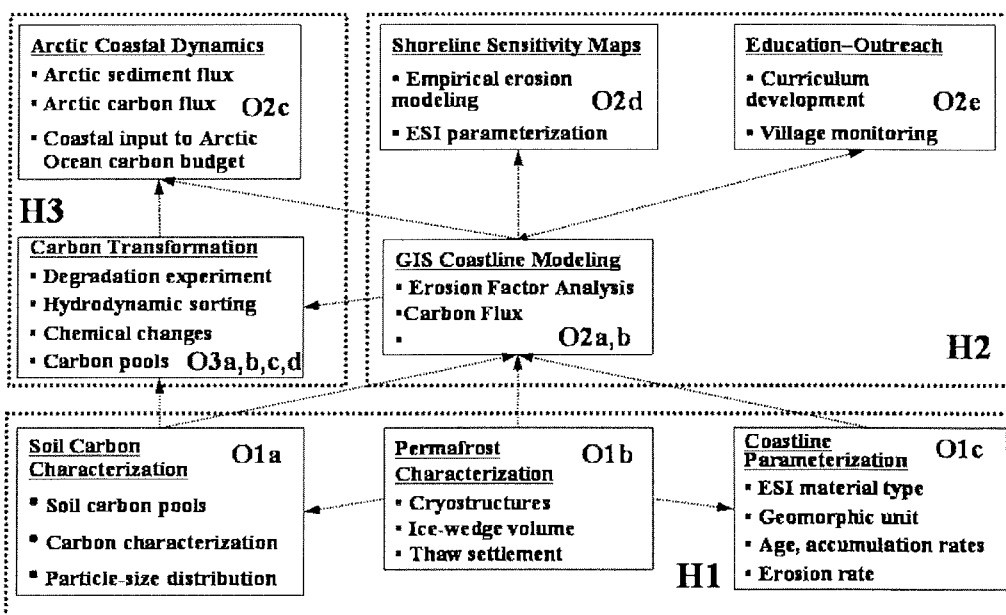 Arctic Coastal Dynamics
▪ Arctic sediment flux
▪ Arctic carbon flux
O2c
▪ Coastal input to Arctic
Ocean carbon budget
Shoreline Sensitivity Maps
▪ Empirical erosion
modeling
O2d
▪ ESI parameterization
Education–Outreach
▪ Curriculum
development
O2e
▪ Village monitoring
H3
Carbon Transformation
▪ Degradation experiment
▪ Hydrodynamic sorting
▪ Chemical changes
▪ Carbon pools O3a,b,c,d
GIS Coastline Modeling
▪ Erosion Factor Analysis
▪Carbon Flux
▪
O2a,b
H2
Soil Carbon
Characterization
O1a
▪ Soil carbon pools
▪ Carbon characterization
▪ Particle-size distribution
Permafrost
Characterization
O1b
▪ Cryostructures
▪ Ice-wedge volume
▪ Thaw settlement
Coastline
Parameterization
O1c
▪ ESI material type
▪ Geomorphic unit
▪ Age, accumulation rates
▪ Erosion rate
H1